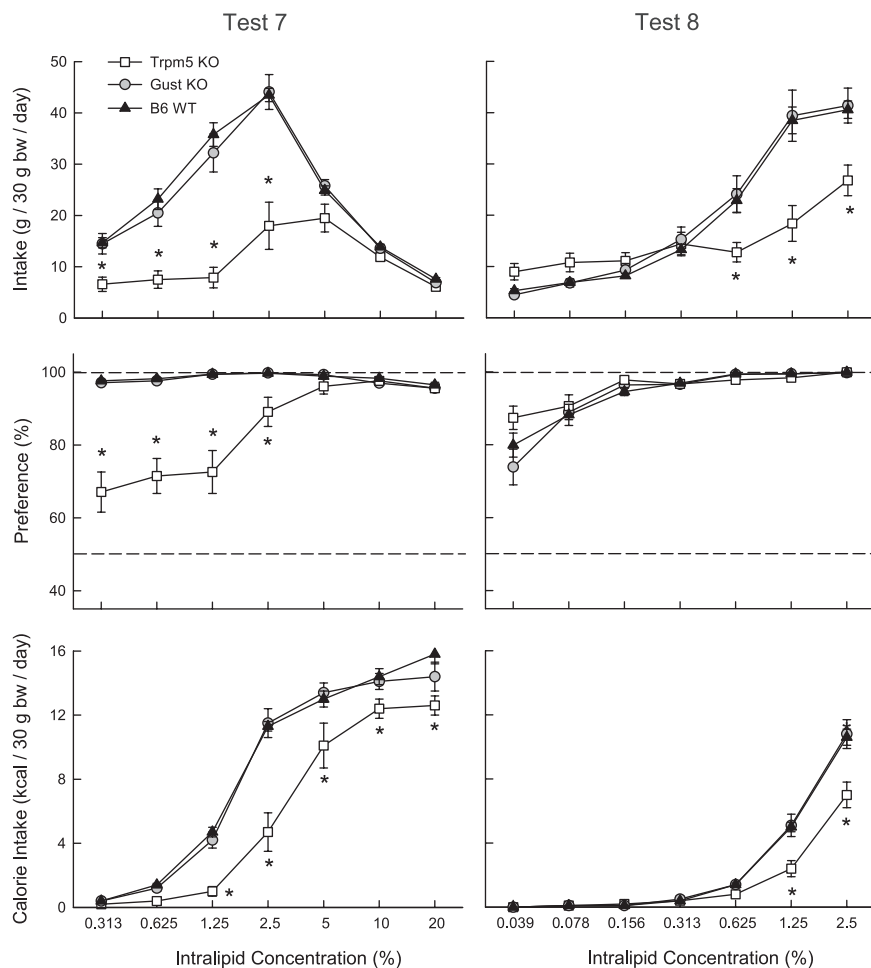 Test 7
Test 8
Intake (g / 30 g bw / day)
50
40
30
20
10
0
Trpm5 KO
Gust KO
B6 WT
*
*
*
*
*
*
*
Preference (%)
100
80
60
40
*
*
*
*
Calorie Intake (kcal / 30 g bw / day)
16
12
8
4
0
*
*
*
*
*
*
*
0.313 0.625 1.25 2.5 5 10 20
0.039 0.078 0.156 0.313 0.625 1.25 2.5
Intralipid Concentration (%)
Intralipid Concentration (%)